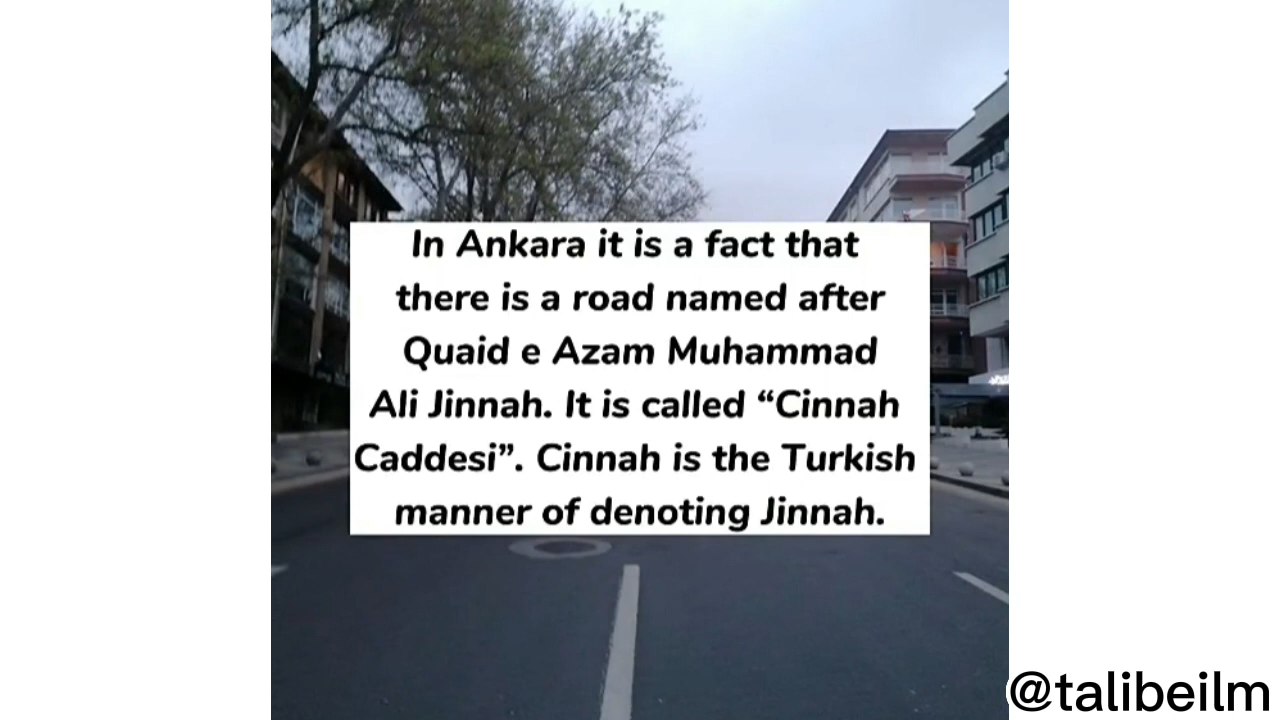 In Ankara it is a fact that
there is a road named after
Quaid e Azam Muhammad
Ali Jinnah. It is called “Cinnah
Caddesi”. Cinnah is the Turkish
manner of denoting Jinnah.
@talibeilm